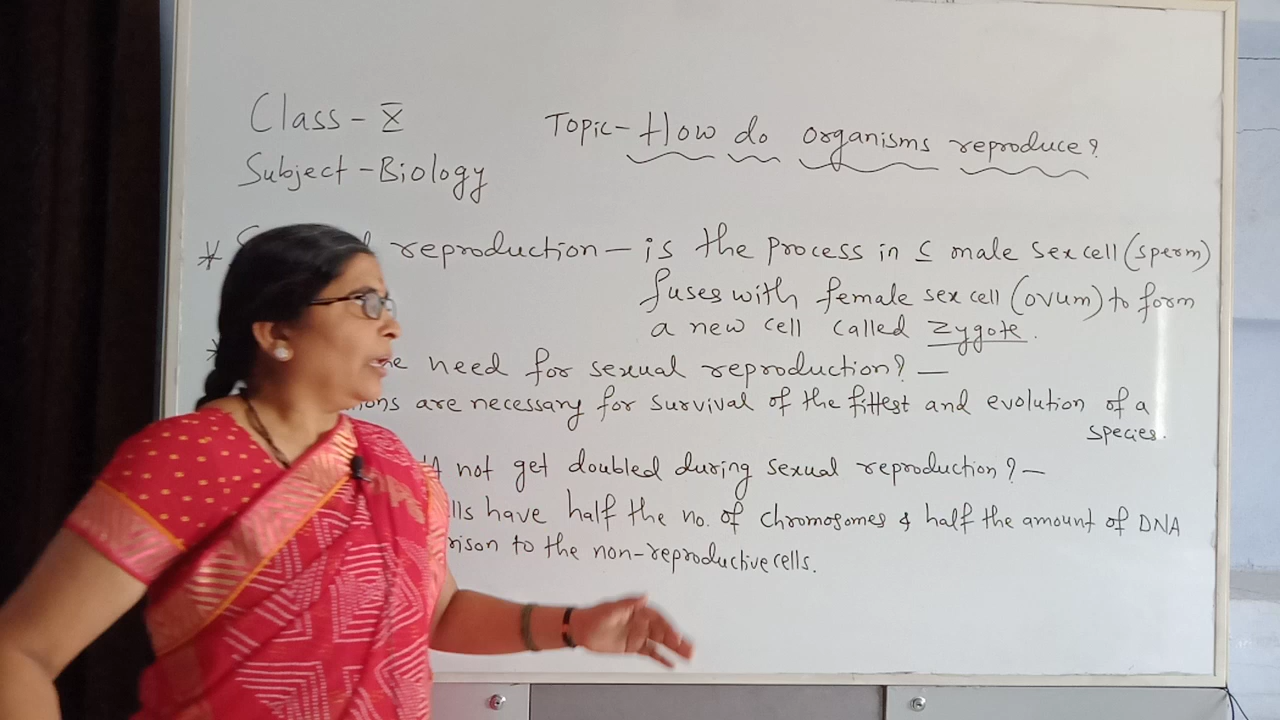 Class - X
Topic - How do organisms reproduce?
Subject - Biology
* reproduction — is the process in c male sex cell (sperm)
fuses with female sex cell (ovum) to form
a new cell called zygote.
need for sexual reproduction? —
are necessary for survival of the fittest and evolution of a
species.
not get doubled during sexual reproduction? —
have half the no. of chromosomes & half the amount of DNA
to the non-reproductive cells.